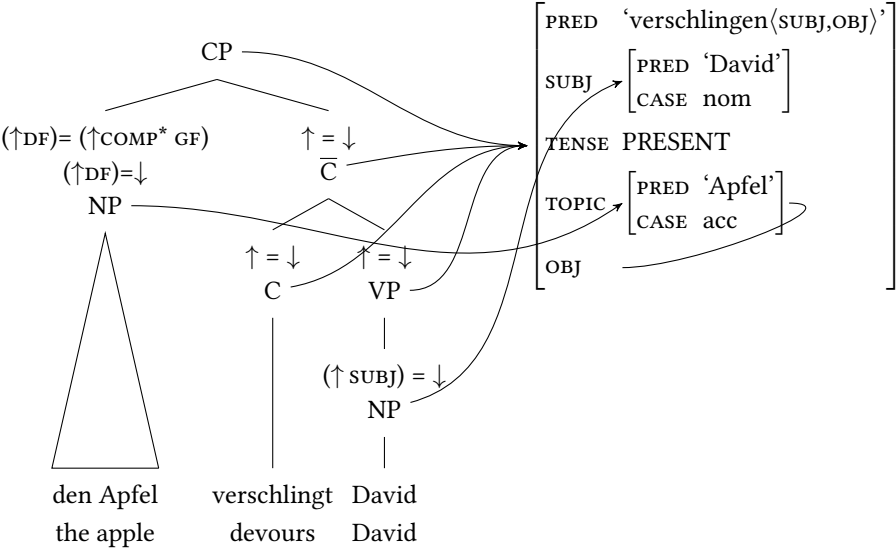 CP
(↑DF)= (↑COMP* GF)
(↑DF)=↓
NP
↑ = ↓
C̅
↑ = ↓
C
↑ = ↓
VP
(↑ SUBJ) = ↓
NP
den Apfel verschlingt David
the apple devours David
PRED ‘verschlingen⟨SUBJ,OBJ⟩’
SUBJ
PRED ‘David’
CASE nom
TENSE PRESENT
TOPIC
PRED ‘Apfel’
CASE acc
OBJ